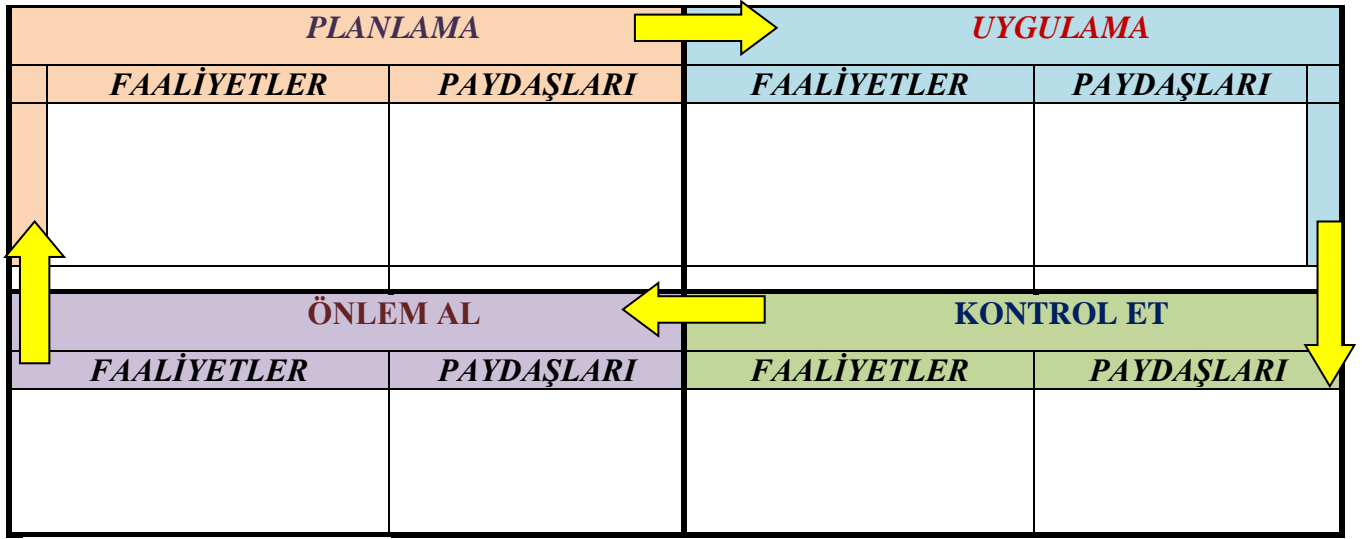 PLANLAMA UYGULAMA
FAALİYETLER PAYDAŞLARI FAALİYETLER PAYDAŞLARI
ÖNLEM AL KONTROL ET
FAALİYETLER PAYDAŞLARI FAALİYETLER PAYDAŞLARI